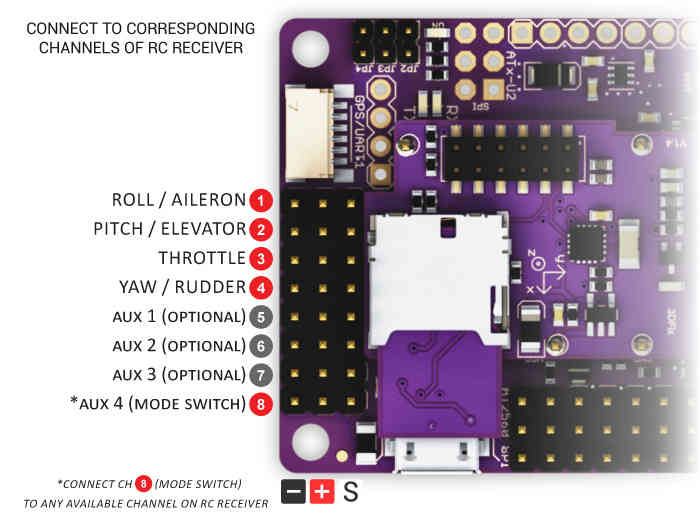 CONNECT TO CORRESPONDING
CHANNELS OF RC RECEIVER
JP4 JP3 JP2
GPS/UART1
TX RX
ATx-U2
SPI
V1.4
ROLL / AILERON 1
PITCH / ELEVATOR 2
THROTTLE 3
YAW / RUDDER 4
AUX 1 (OPTIONAL) 5
AUX 2 (OPTIONAL) 6
AUX 3 (OPTIONAL) 7
*AUX 4 (MODE SWITCH) 8
z
y
x
3DRx
*CONNECT CH 8 (MODE SWITCH)
TO ANY AVAILABLE CHANNEL ON RC RECEIVER
- + S